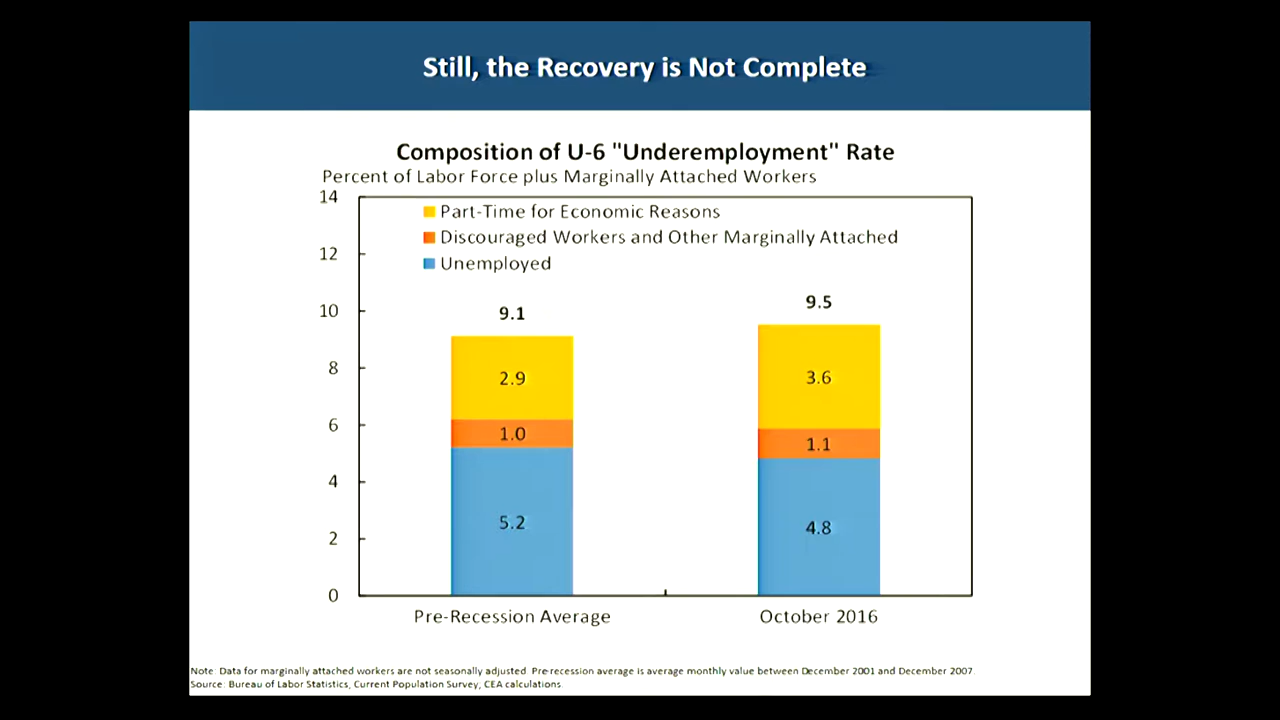 Still, the Recovery is Not Complete
Composition of U-6 "Underemployment" Rate
Percent of Labor Force plus Marginally Attached Workers
14
12
10
8
6
4
2
0
Part-Time for Economic Reasons
Discouraged Workers and Other Marginally Attached
Unemployed
9.1
2.9
1.0
5.2
9.5
3.6
1.1
4.8
Pre-Recession Average
October 2016
Note: Data for marginally attached workers are not seasonally adjusted. Pre-recession average is average monthly value between December 2001 and December 2007.
Source: Bureau of Labor Statistics, Current Population Survey; CEA calculations.